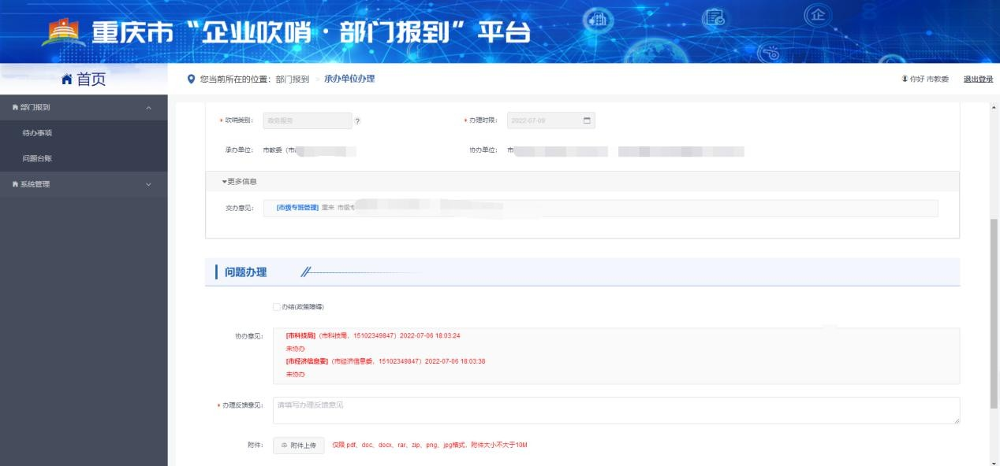 重庆市“企业吹哨·部门报到”平台
首页
您当前所在的位置： 部门报到 > 承办单位办理
你好 市教委 退出登录
部门报到
待办事项
问题台账
系统管理
* 吹哨类别： 政务服务 ?
* 办理时限： 2022-07-09
承办单位： 市教委（市
协办单位： 市
更多信息
交办意见： [市级专班管理] 重来 市级专
问题办理
办结(政策障碍)
协办意见：
[市科技局]（市科技局，15102349847）2022-07-06 18:03:24
未协办
[市经济信息委]（市经济信息委，15102349847）2022-07-06 18:03:38
未协办
* 办理反馈意见： 请填写办理反馈意见
附件： 附件上传 仅限 pdf、doc、docx、rar、zip、png、jpg格式，附件大小不大于10M